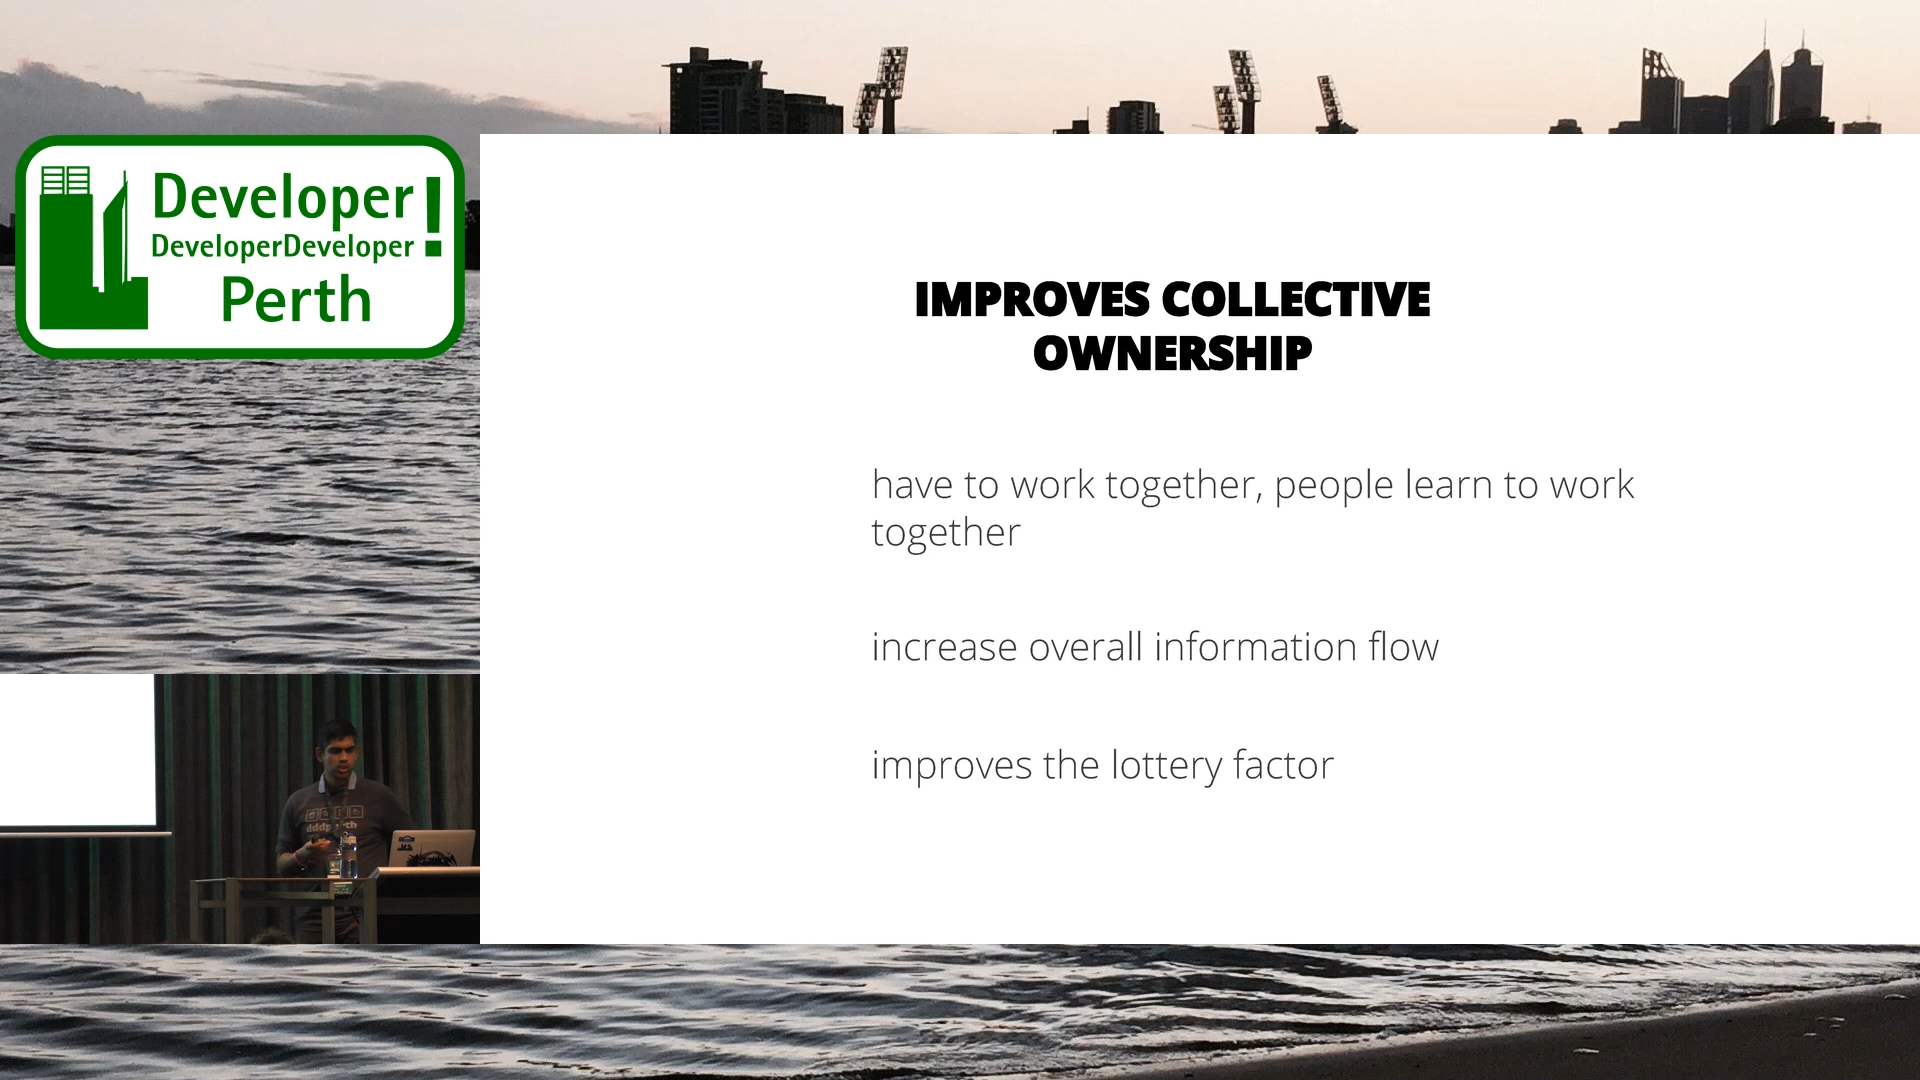 Developer!
DeveloperDeveloper
Perth
IMPROVES COLLECTIVE
OWNERSHIP
have to work together, people learn to work
together
increase overall information flow
improves the lottery factor
dddperth